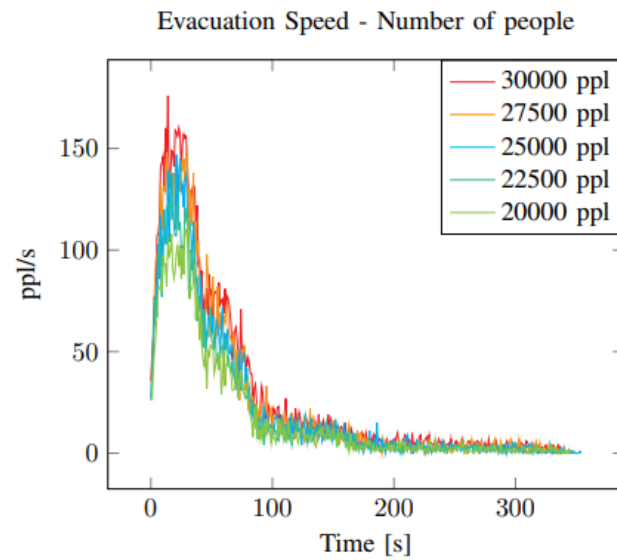 Evacuation Speed - Number of people
30000 ppl
27500 ppl
25000 ppl
22500 ppl
20000 ppl
150
100
50
0
ppl/s
0 100 200 300
Time [s]